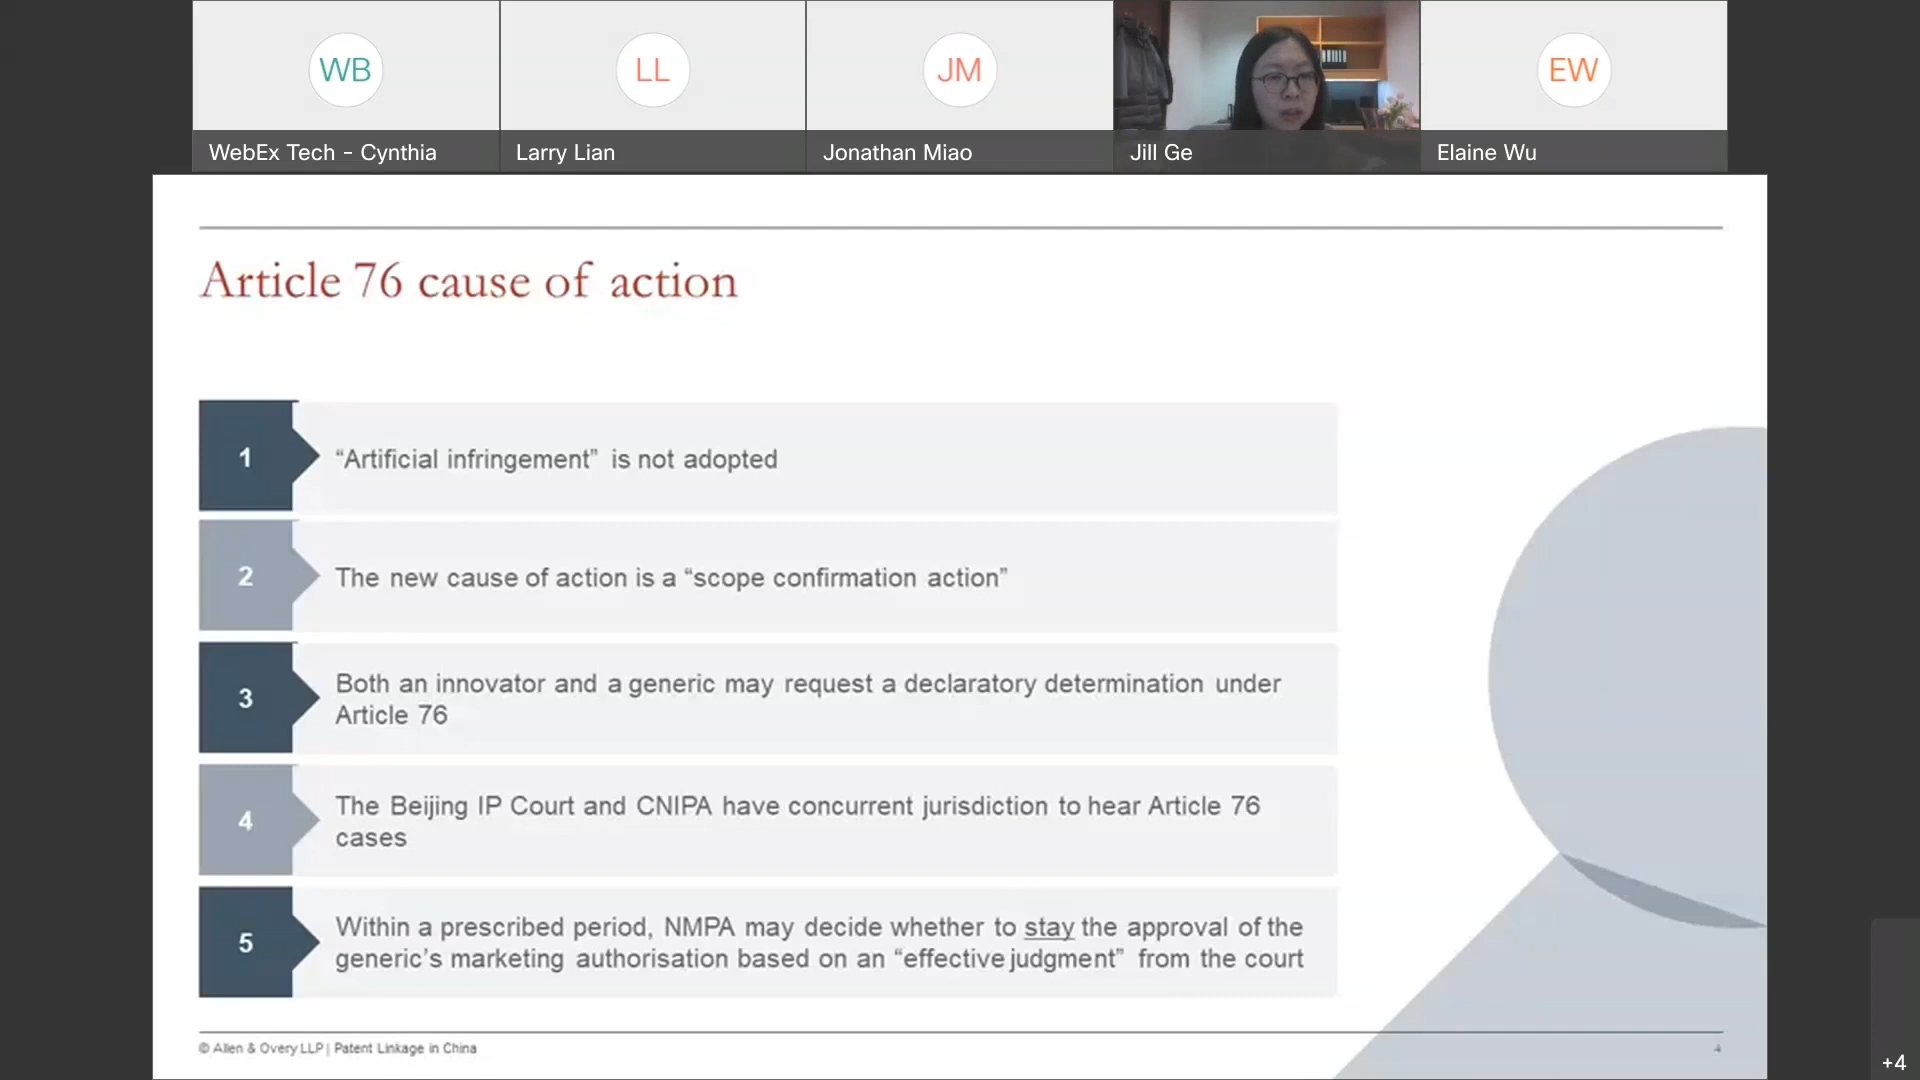 WB
LL
JM
EW
WebEx Tech - Cynthia
Larry Lian
Jonathan Miao
Jill Ge
Elaine Wu
Article 76 cause of action
1
“Artificial infringement” is not adopted
2
The new cause of action is a “scope confirmation action”
3
Both an innovator and a generic may request a declaratory determination under
Article 76
4
The Beijing IP Court and CNIPA have concurrent jurisdiction to hear Article 76
cases
5
Within a prescribed period, NMPA may decide whether to stay the approval of the
generic’s marketing authorisation based on an “effective judgment” from the court
© Allen & Overy LLP | Patent Linkage in China
4
+4